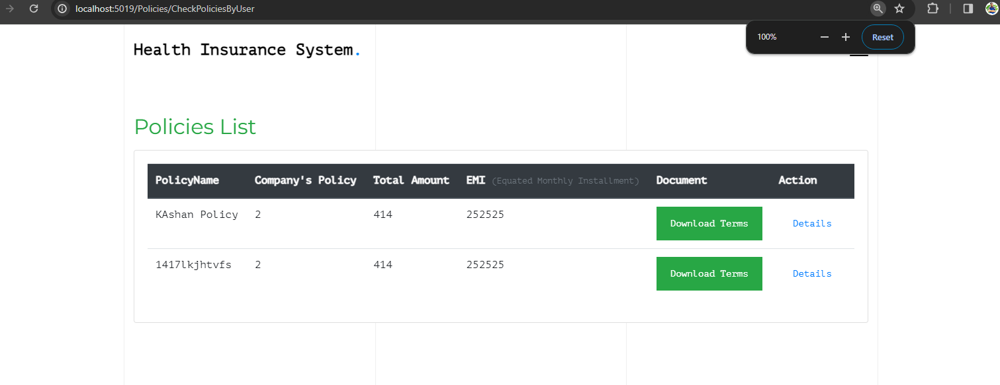 localhost:5019/Policies/CheckPoliciesByUser
100% Reset
Health Insurance System.
Policies List
PolicyName Company's Policy Total Amount EMI (Equated Monthly Installment) Document Action
KAshan Policy 2 414 252525 Download Terms Details
1417lkjhtvfs 2 414 252525 Download Terms Details